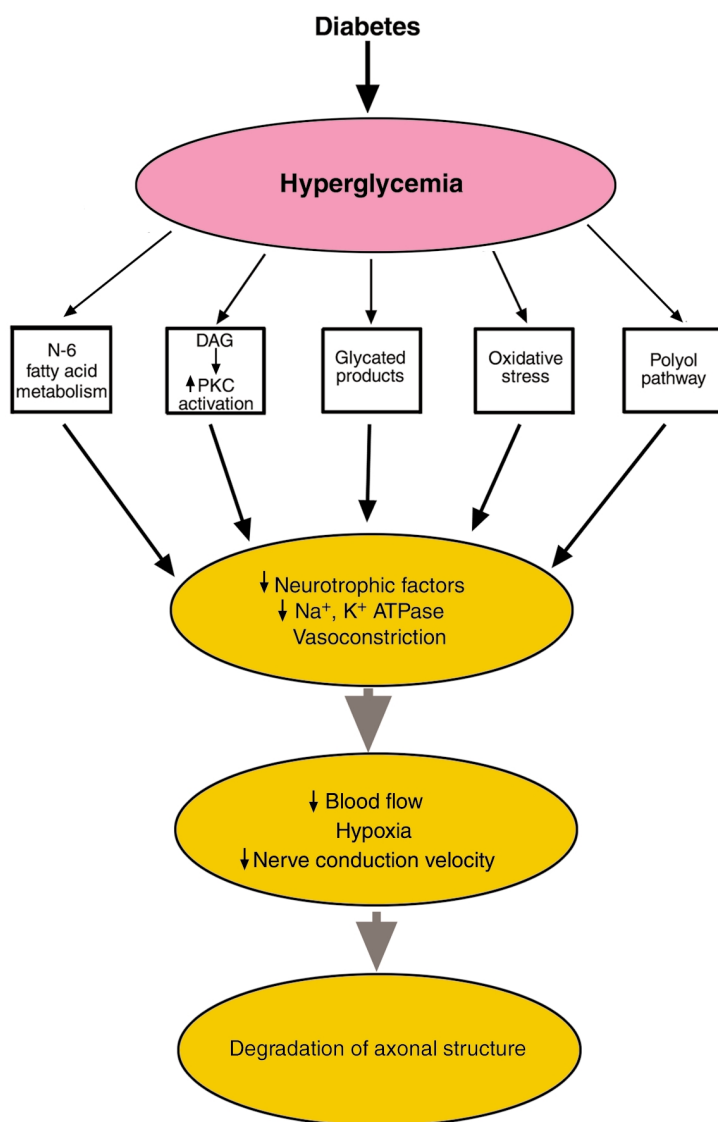 Diabetes
Hyperglycemia
N-6
fatty acid
metabolism
DAG
↓
↑PKC
activation
Glycated
products
Oxidative
stress
Polyol
pathway
↓ Neurotrophic factors
↓ Na⁺, K⁺ ATPase
Vasoconstriction
↓ Blood flow
Hypoxia
↓ Nerve conduction velocity
Degradation of axonal structure